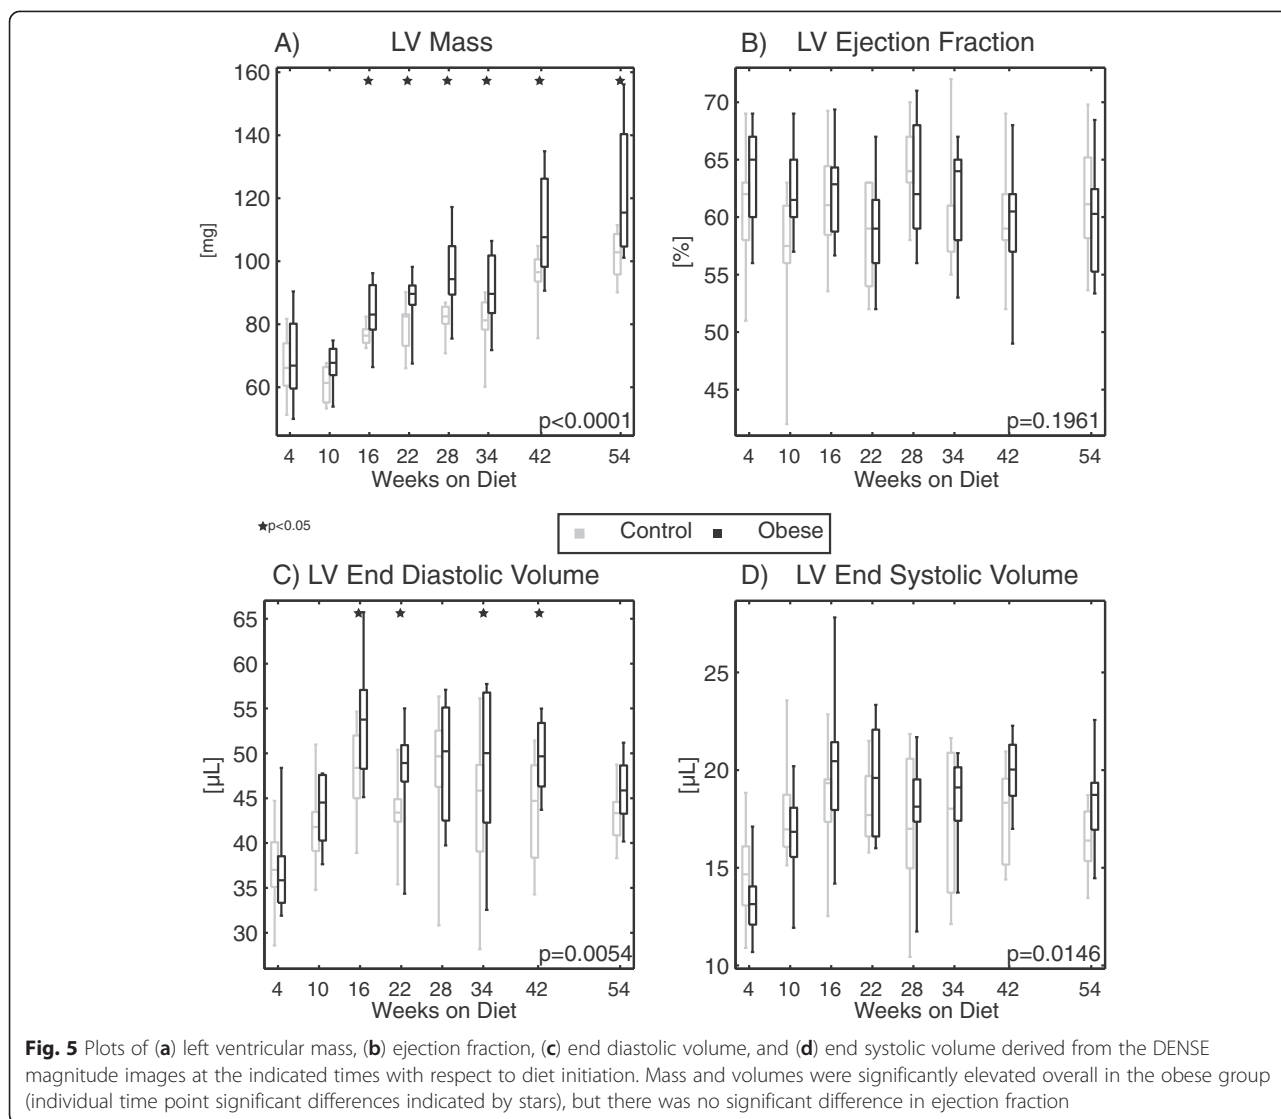 A) LV Mass
160
140
120
100
80
60
[mg]
p<0.0001
4 10 16 22 28 34 42 54
Weeks on Diet
B) LV Ejection Fraction
70
65
60
55
50
45
[%]
p=0.1961
4 10 16 22 28 34 42 54
Weeks on Diet
★p<0.05
Control Obese
C) LV End Diastolic Volume
65
60
55
50
45
40
35
30
[µL]
p=0.0054
4 10 16 22 28 34 42 54
Weeks on Diet
D) LV End Systolic Volume
25
20
15
10
[µL]
p=0.0146
4 10 16 22 28 34 42 54
Weeks on Diet
Fig. 5 Plots of (a) left ventricular mass, (b) ejection fraction, (c) end diastolic volume, and (d) end systolic volume derived from the DENSE
magnitude images at the indicated times with respect to diet initiation. Mass and volumes were significantly elevated overall in the obese group
(individual time point significant differences indicated by stars), but there was no significant difference in ejection fraction